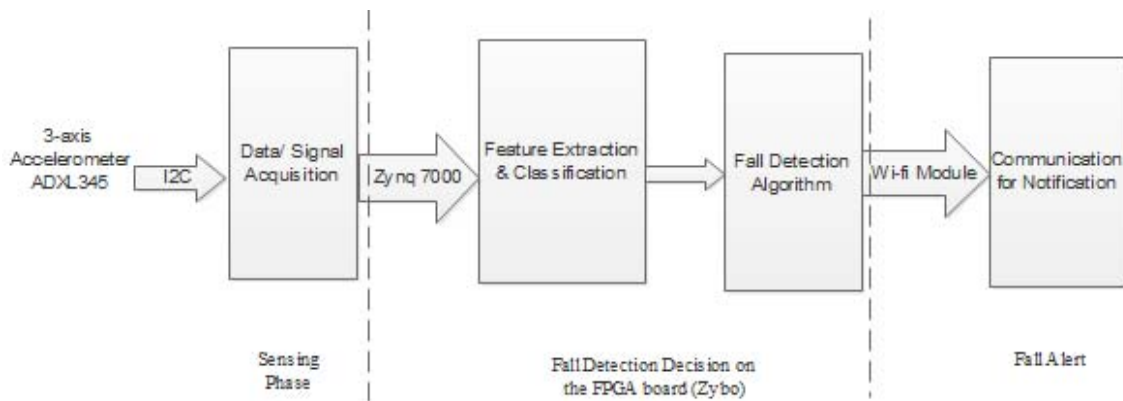 3-axis
Accelerometer
ADXL345
I2C
Data/ Signal
Acquisition
Zynq 7000
Feature Extraction
& Classification
Fall Detection
Algorithm
Wi-fi Module
Communication
for Notification
Sensing
Phase
Fall Detection Decision on
the FPGA board (Zybo)
Fall Alert